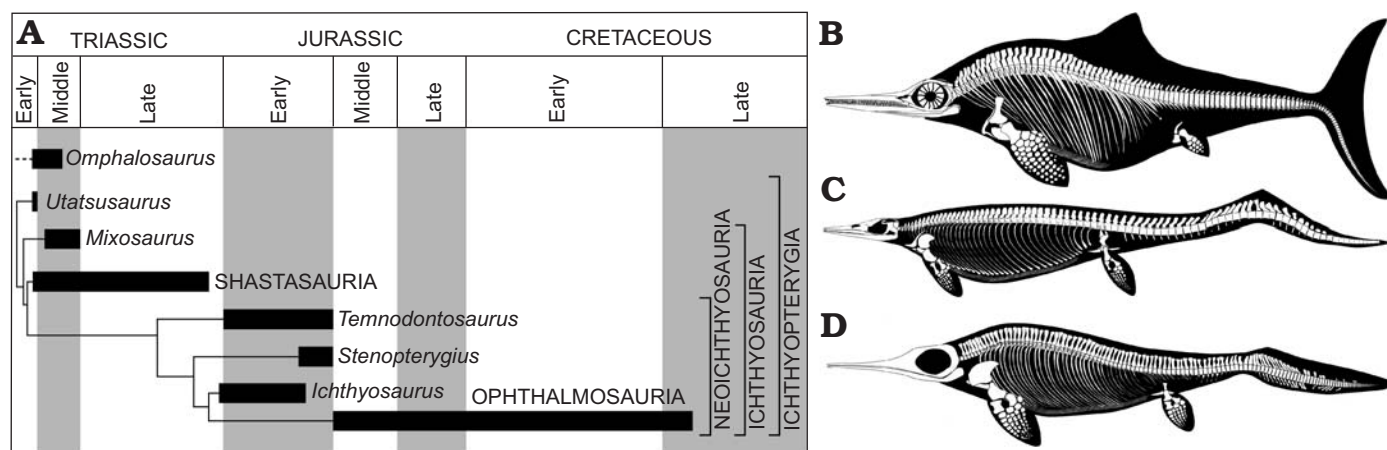 A
TRIASSIC JURASSIC CRETACEOUS
Early Middle Late Early Middle Late Early Late
Omphalosaurus
Utatsusaurus
Mixosaurus
SHASTASAURIA
Temnodontosaurus
Stenopterygius
Ichthyosaurus
OPHTHALMOSAURIA
NEOICHTHYOSAURIA
ICHTHYOSAURIA
ICHTHYOPTERYGIA
B
C
D